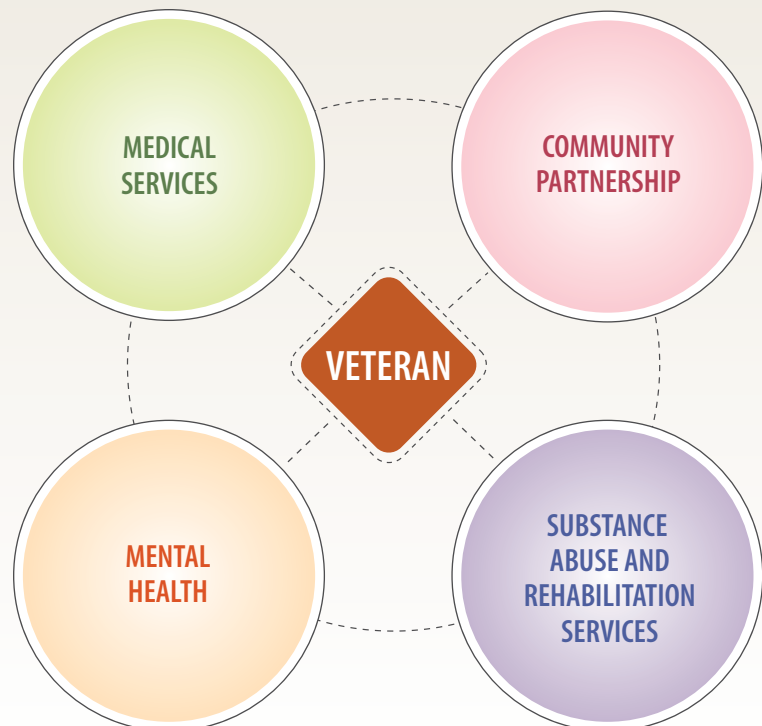 MEDICAL
SERVICES
COMMUNITY
PARTNERSHIP
VETERAN
MENTAL
HEALTH
SUBSTANCE
ABUSE AND
REHABILITATION
SERVICES